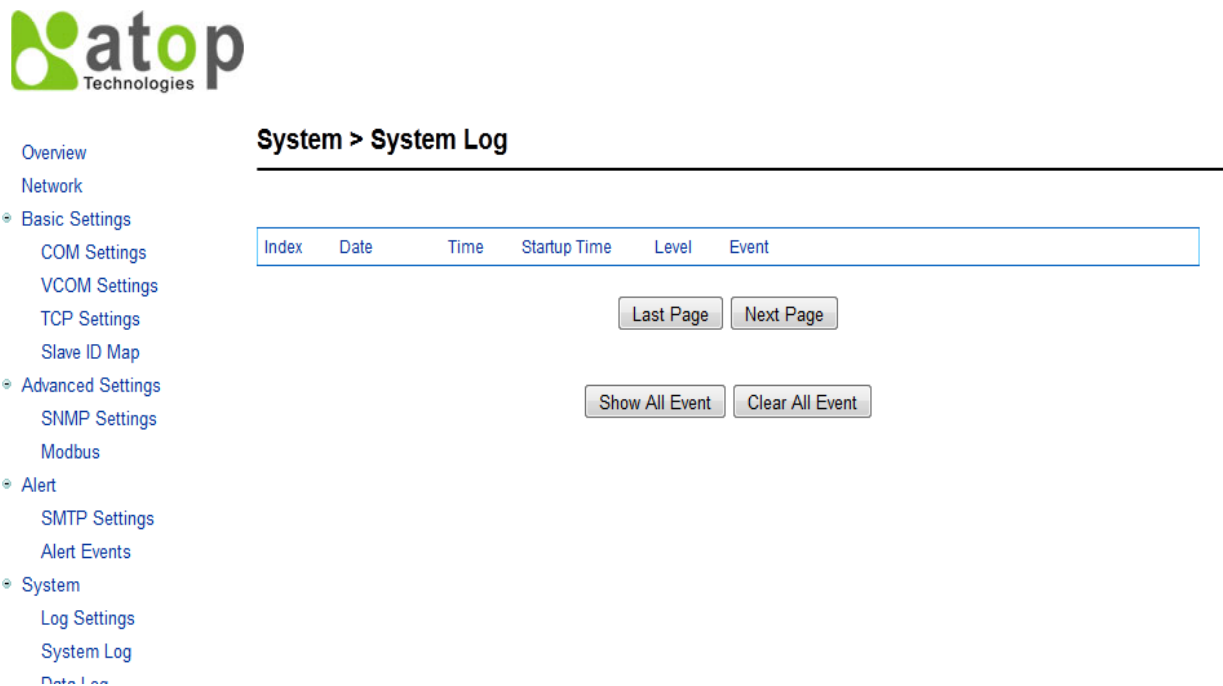 atop
Technologies
System > System Log
Overview
Network
Basic Settings
COM Settings
VCOM Settings
TCP Settings
Slave ID Map
Advanced Settings
SNMP Settings
Modbus
Alert
SMTP Settings
Alert Events
System
Log Settings
System Log
Data Log
Index Date Time Startup Time Level Event
Last Page Next Page
Show All Event Clear All Event